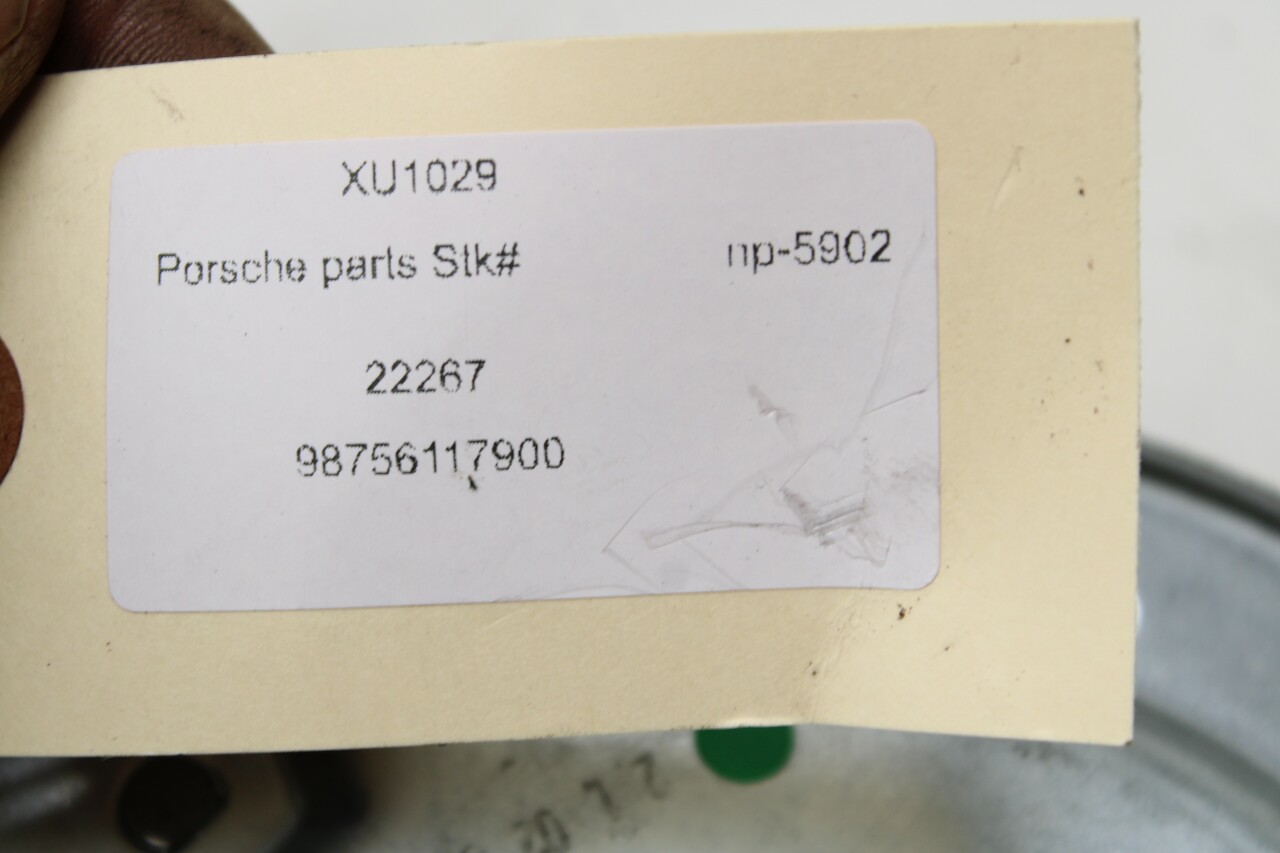 XU1029
Porsche parts Stk# np-5902
22267
98756117900